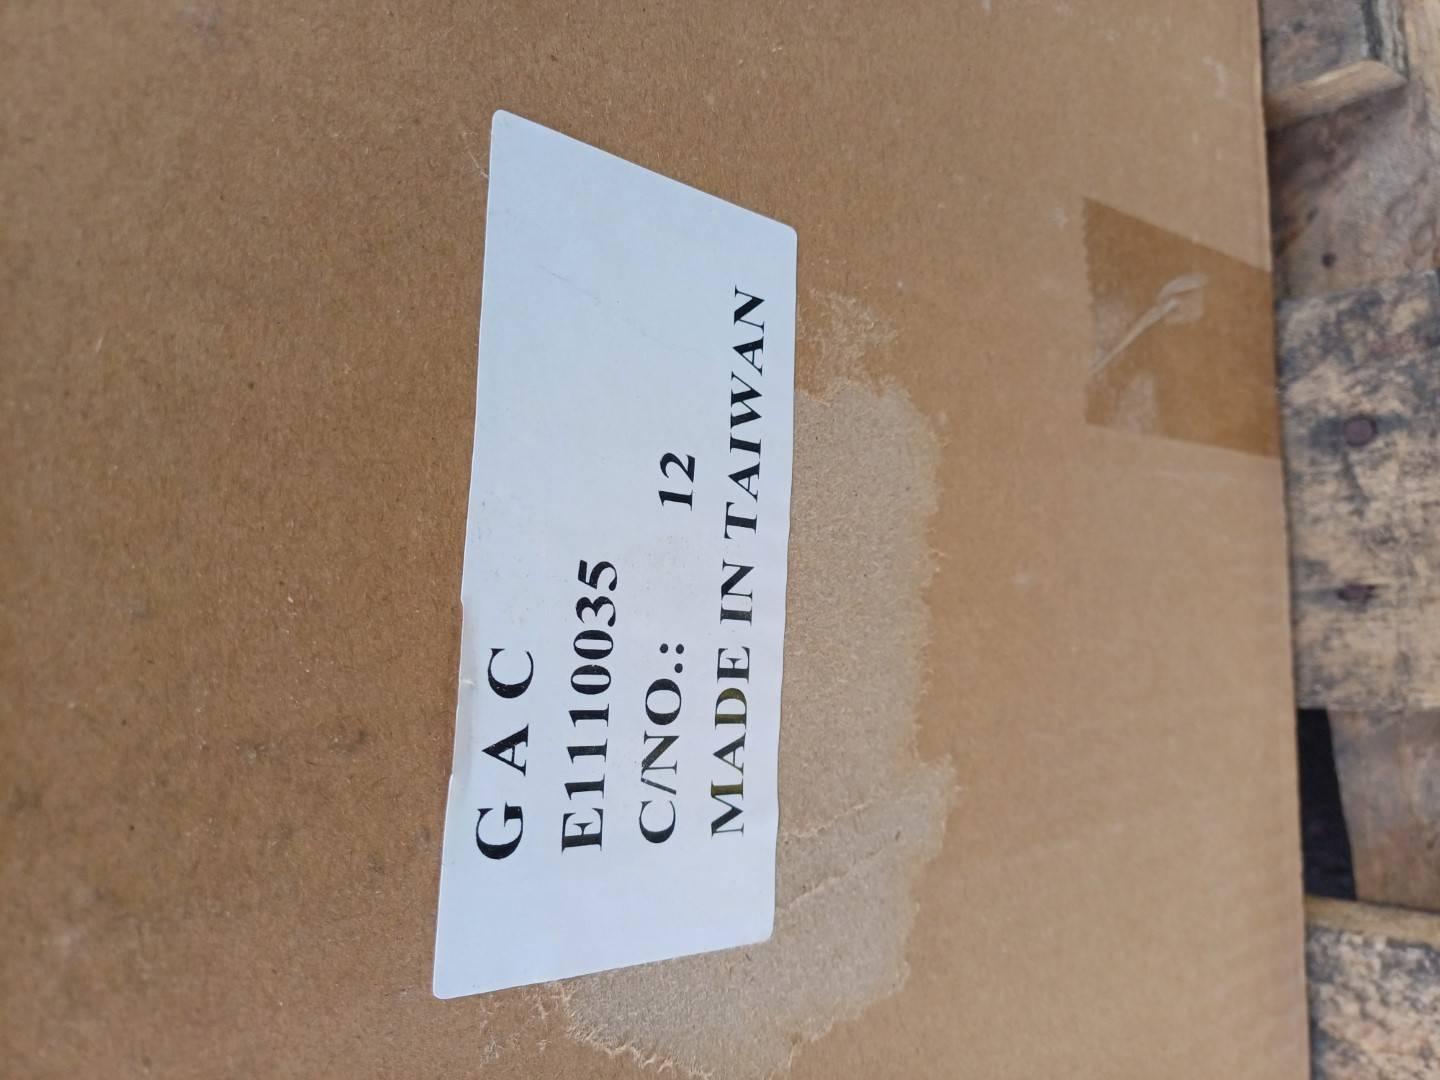 G A C
E1110035
C/NO.: 12
MADE IN TAIWAN